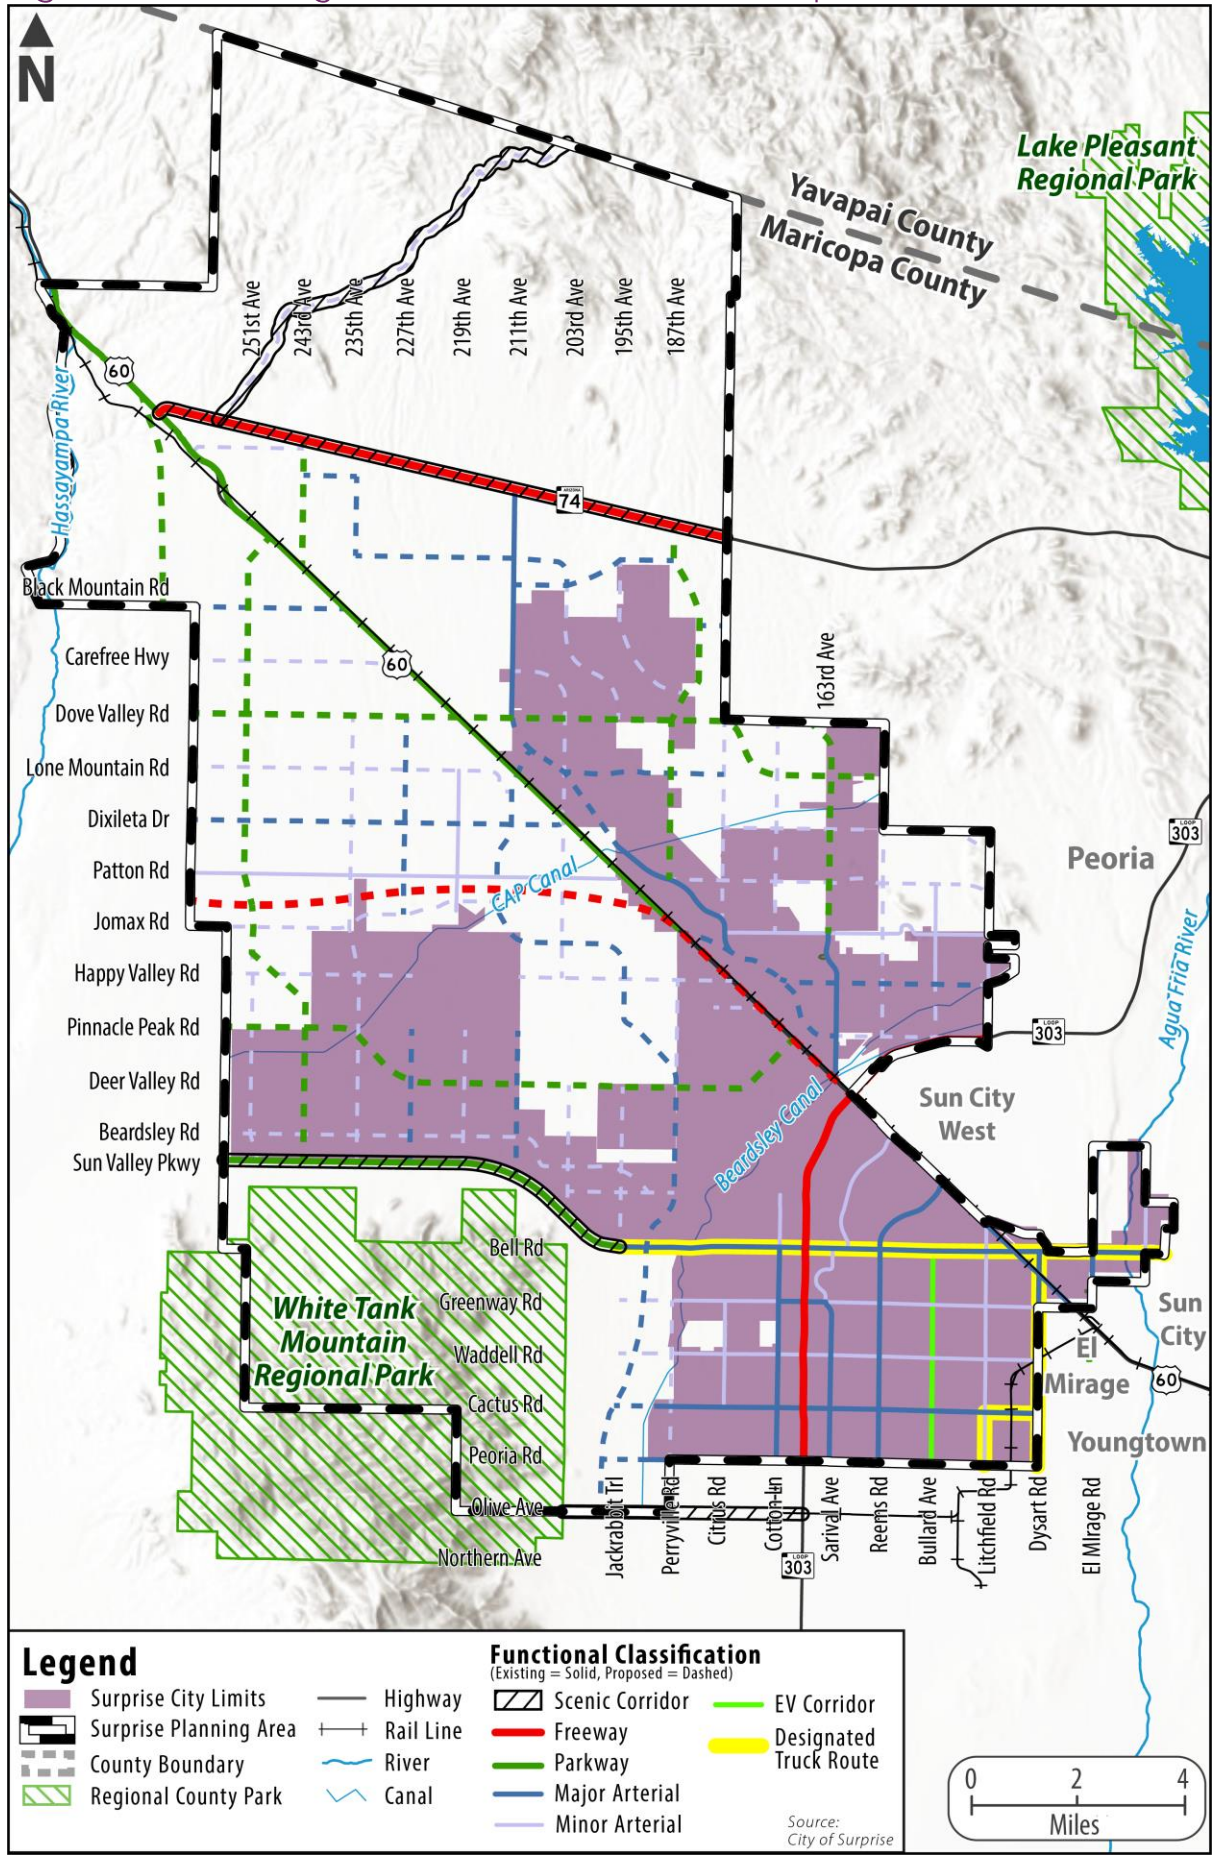 N
Lake Pleasant
Regional Park
Yavapai County
Maricopa County
251st Ave
243rd Ave
235th Ave
227th Ave
219th Ave
211th Ave
203rd Ave
195th Ave
187th Ave
60
Hassayampa River
ARIZONA
74
Black Mountain Rd
Carefree Hwy
60
163rd Ave
Dove Valley Rd
Lone Mountain Rd
Dixileta Dr
LOOP
303
Peoria
Patton Rd
CAP Canal
Jomax Rd
Happy Valley Rd
Agua Fria River
Pinnacle Peak Rd
LOOP
303
Deer Valley Rd
Sun City
West
Beardsley Canal
Beardsley Rd
Sun Valley Pkwy
Bell Rd
White Tank
Mountain
Regional Park
Greenway Rd
Sun
City
Waddell Rd
El
Mirage
60
Cactus Rd
Peoria Rd
Youngtown
Olive Ave
Northern Ave
Jackrabbit Trl
Perryville Rd
Citrus Rd
Cotton Ln
Sarival Ave
Reems Rd
Bullard Ave
Litchfield Rd
Dysart Rd
El MIrage Rd
LOOP
303
Legend
Surprise City Limits
Surprise Planning Area
County Boundary
Regional County Park
Highway
Rail Line
River
Canal
Functional Classification
(Existing = Solid, Proposed = Dashed)
Scenic Corridor
Freeway
Parkway
Major Arterial
Minor Arterial
EV Corridor
Designated
Truck Route
Source:
City of Surprise
0 2 4
Miles